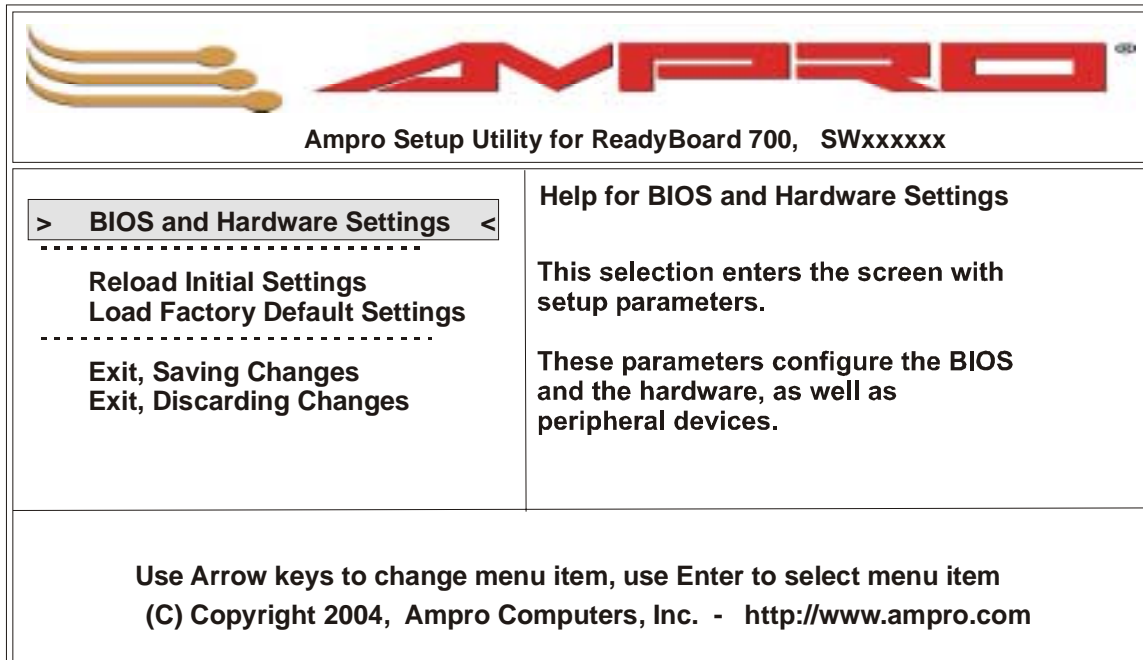 AMPRO®
Ampro Setup Utility for ReadyBoard 700, SWxxxxxx
> BIOS and Hardware Settings <
Reload Initial Settings
Load Factory Default Settings
Exit, Saving Changes
Exit, Discarding Changes
Help for BIOS and Hardware Settings
This selection enters the screen with
setup parameters.
These parameters configure the BIOS
and the hardware, as well as
peripheral devices.
Use Arrow keys to change menu item, use Enter to select menu item
(C) Copyright 2004, Ampro Computers, Inc. - http://www.ampro.com